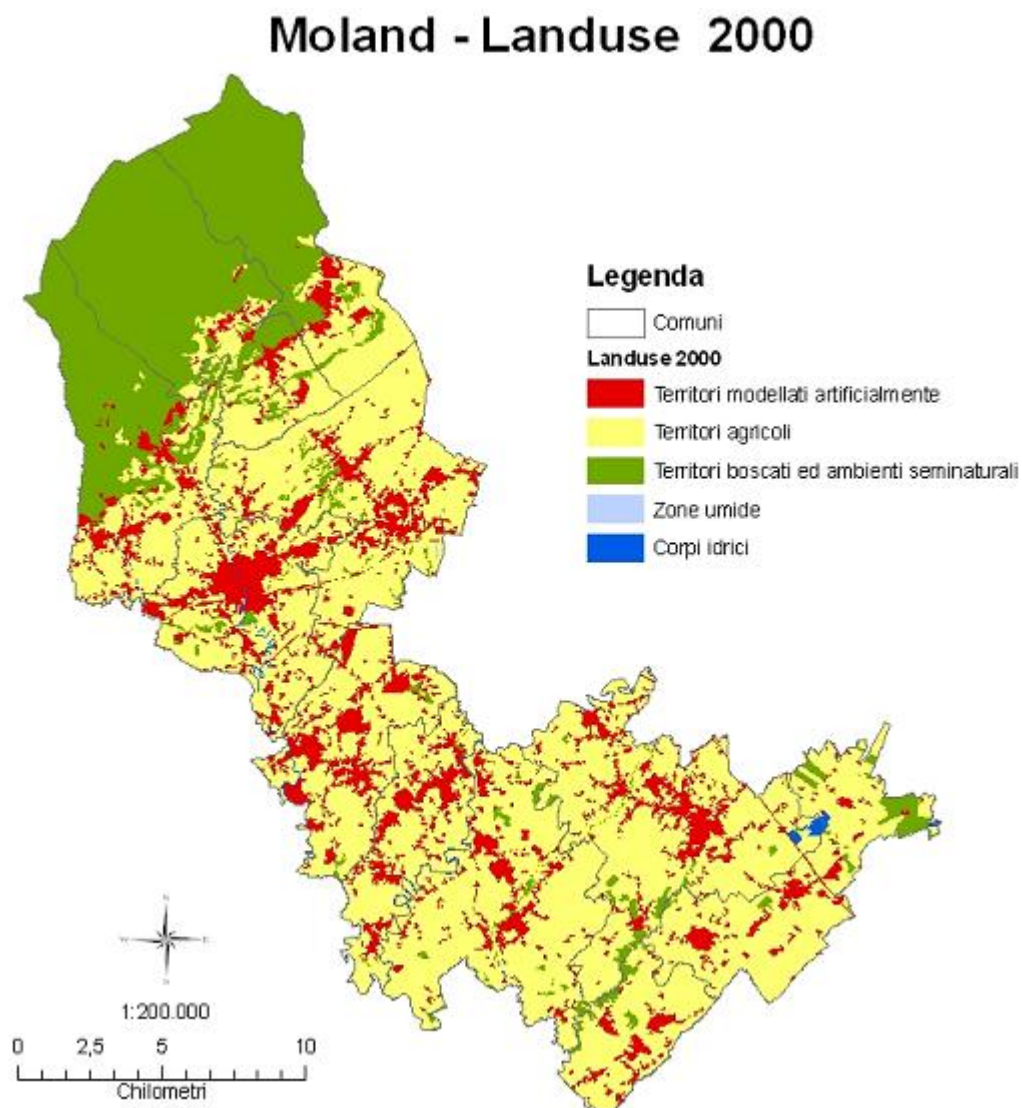 Moland - Landuse 2000
Legenda
Comuni
Landuse 2000
Territori modellati artificialmente
Territori agricoli
Territori boscati ed ambienti seminaturali
Zone umide
Corpi idrici
N
W E
S
1:200.000
0 2,5 5 10
Chilometri